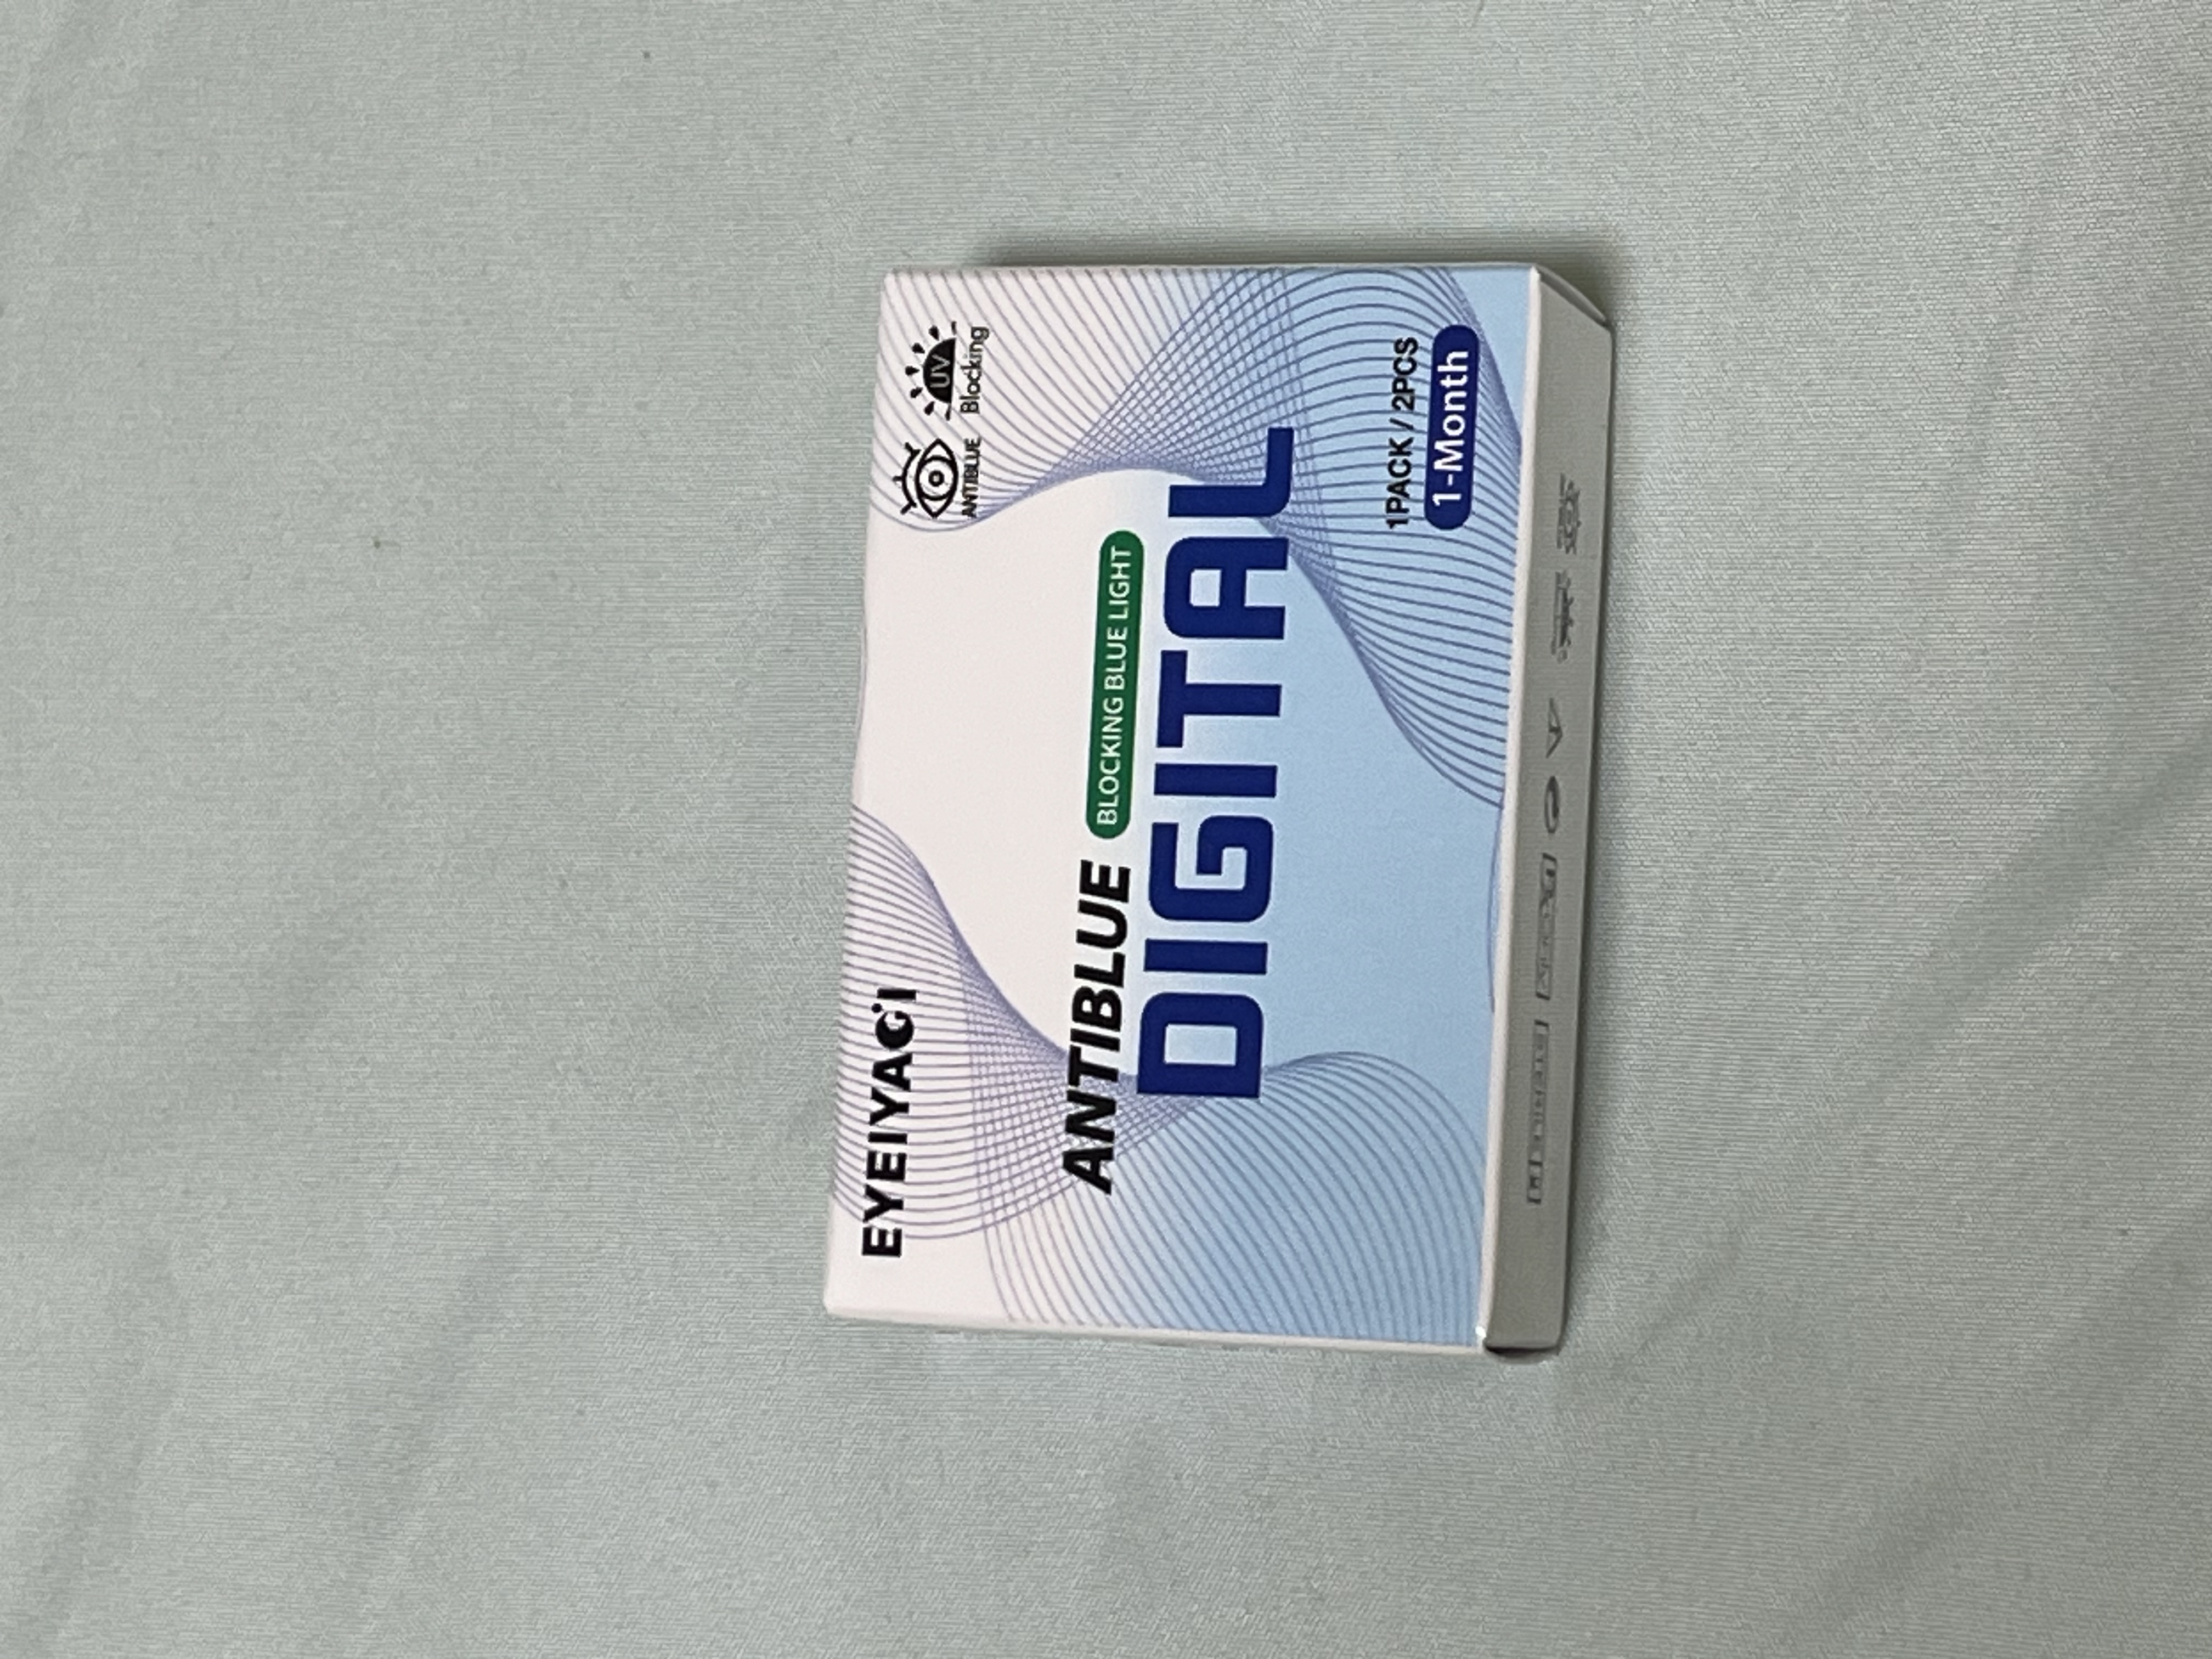 EYEIYAGI
ANTIBLUE
UV
Blocking
ANTIBLUE BLOCKING BLUE LIGHT
DIGITAL
1PACK / 2PCS
1-Month